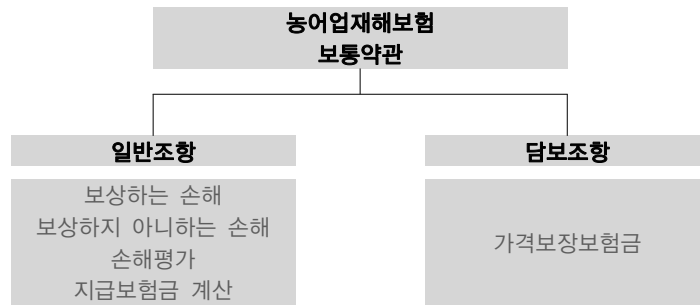 농어업재해보험
보통약관
일반조항
보상하는 손해
보상하지 아니하는 손해
손해평가
지급보험금 계산
담보조항
가격보장보험금